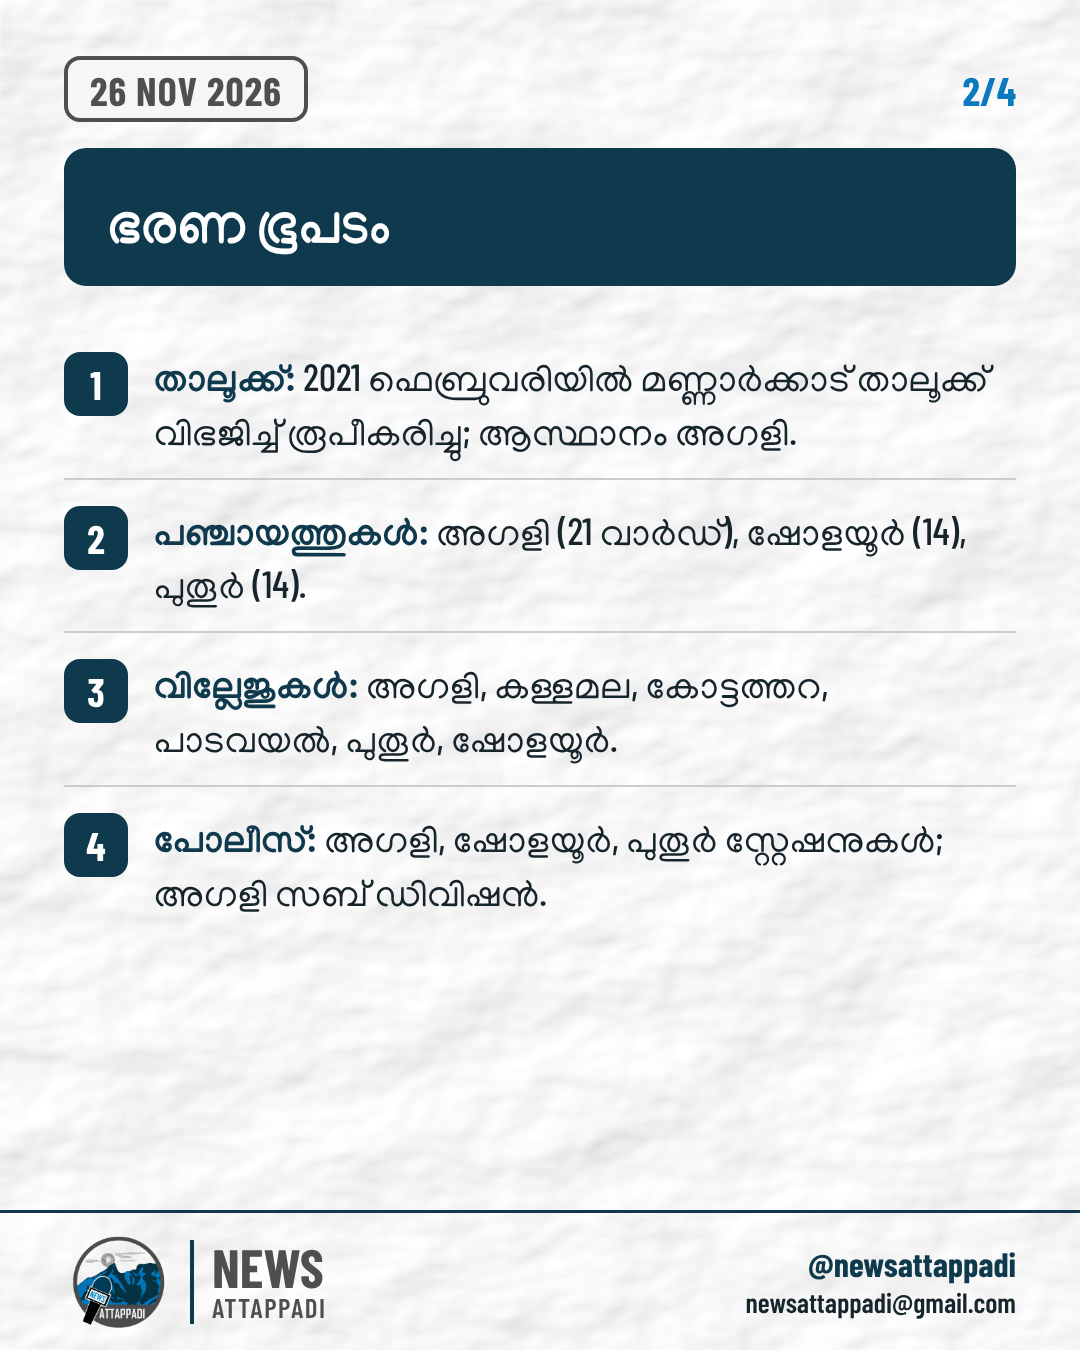 26 NOV 2026
2/4
ഭരണ ഭൂപടം
1
താലൂക്ക്: 2021 ഫെബ്രുവരിയിൽ മണ്ണാർക്കാട് താലൂക്ക്
വിഭജിച്ച് രൂപീകരിച്ചു; ആസ്ഥാനം അഗളി.
2
പഞ്ചായത്തുകൾ: അഗളി (21 വാർഡ്), ഷോളയൂർ (14),
പുതൂർ (14).
3
വില്ലേജുകൾ: അഗളി, കള്ളമല, കോട്ടത്തറ,
പാടവയൽ, പുതൂർ, ഷോളയൂർ.
4
പോലീസ്: അഗളി, ഷോളയൂർ, പുതൂർ സ്റ്റേഷനുകൾ;
അഗളി സബ് ഡിവിഷൻ.
NEWS
ATTAPPADI
NEWS
ATTAPPADI
@newsattappadi
newsattappadi@gmail.com